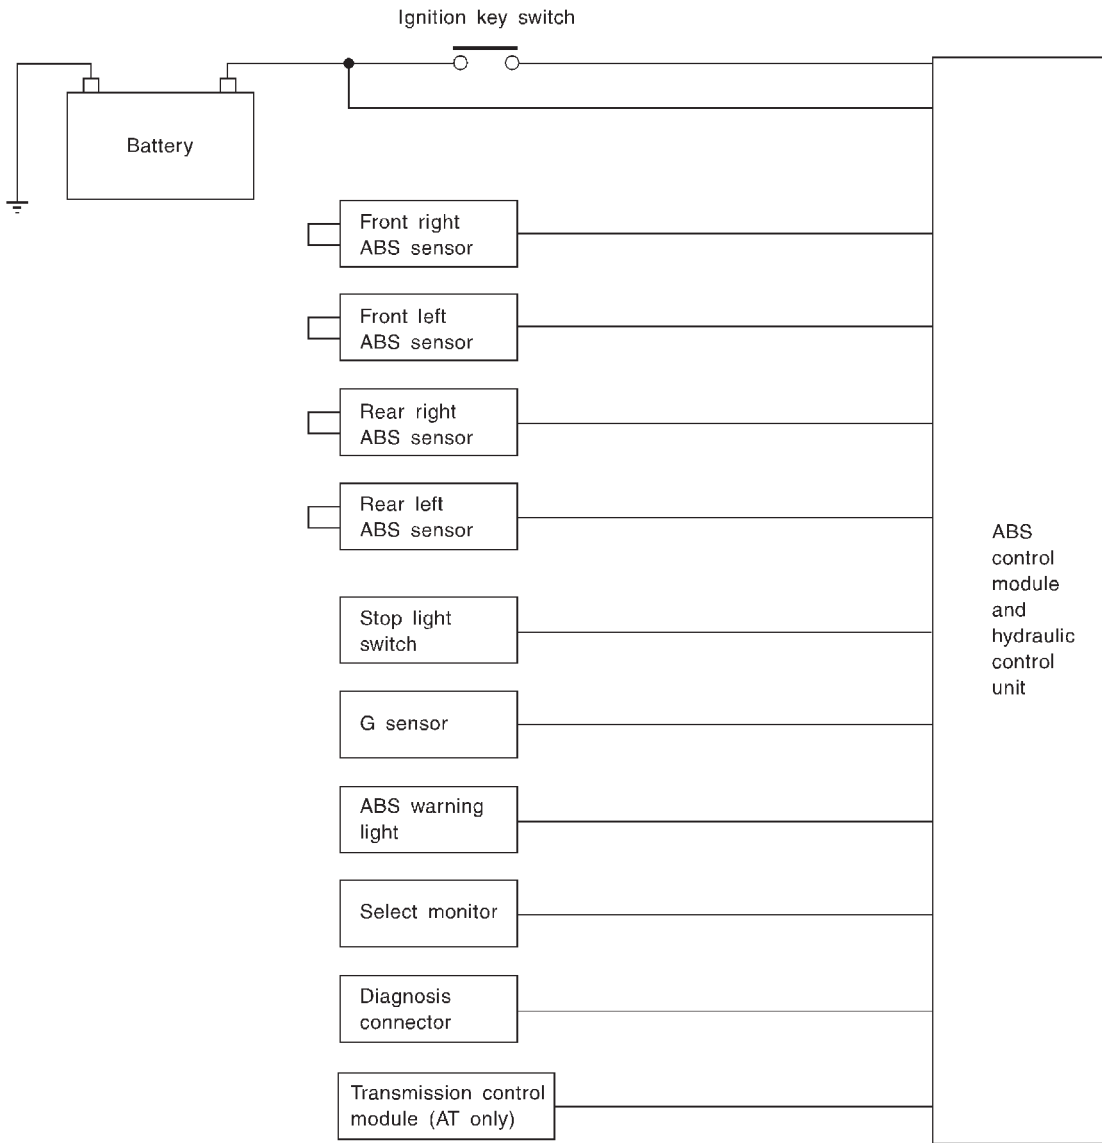 Ignition key switch
Battery
Front right
ABS sensor
Front left
ABS sensor
Rear right
ABS sensor
Rear left
ABS sensor
Stop light
switch
G sensor
ABS warning
light
Select monitor
Diagnosis
connector
Transmission control
module (AT only)
ABS
control
module
and
hydraulic
control
unit